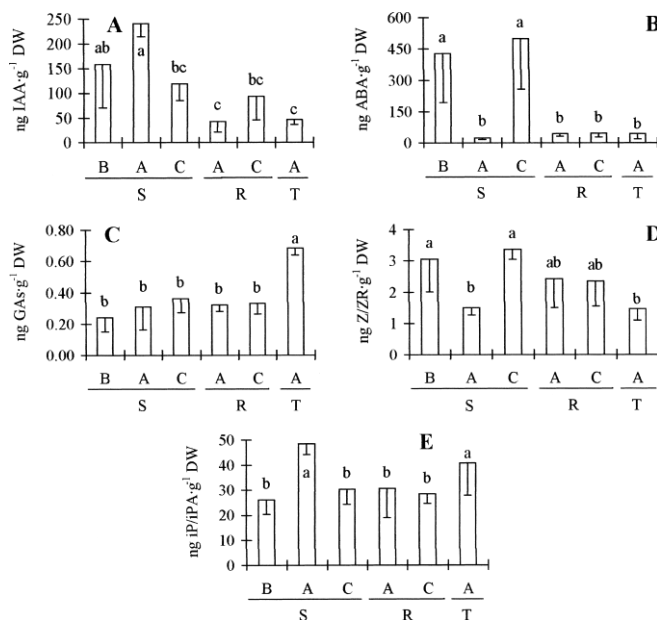 A
ng IAA·g⁻¹ DW
250
200
150
100
50
0
ab
a
bc
c
bc
c
B A C A C A
S R T
B
ng ABA·g⁻¹ DW
600
450
300
150
0
a
b
a
b
b
b
B A C A C A
S R T
C
ng GAs·g⁻¹ DW
0.80
0.60
0.40
0.20
0.00
b
b
b
b
b
a
B A C A C A
S R T
D
ng Z/ZR·g⁻¹ DW
4
3
2
1
0
a
b
a
ab
ab
b
B A C A C A
S R T
E
ng iP/iPA·g⁻¹ DW
50
40
30
20
10
0
b
a
b
b
b
a
B A C A C A
S R T